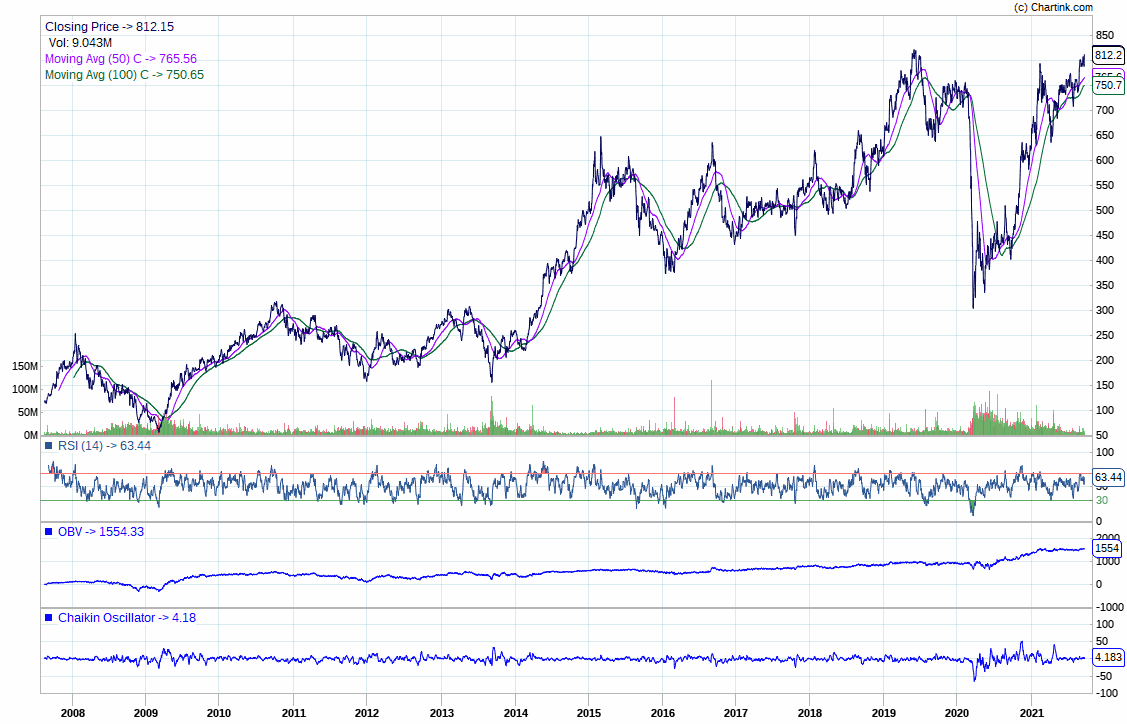 (c) Chartink.com
Closing Price -> 812.15
Vol: 9.043M
Moving Avg (50) C -> 765.56
Moving Avg (100) C -> 750.65
850
812.2
750.7
700
650
600
550
500
450
400
350
300
250
200
150
100
50
150M
100M
50M
0M
RSI (14) -> 63.44
100
63.44
30
0
OBV -> 1554.33
2000
1554
1000
0
-1000
Chaikin Oscillator -> 4.18
100
50
4.183
-50
-100
2008 2009 2010 2011 2012 2013 2014 2015 2016 2017 2018 2019 2020 2021